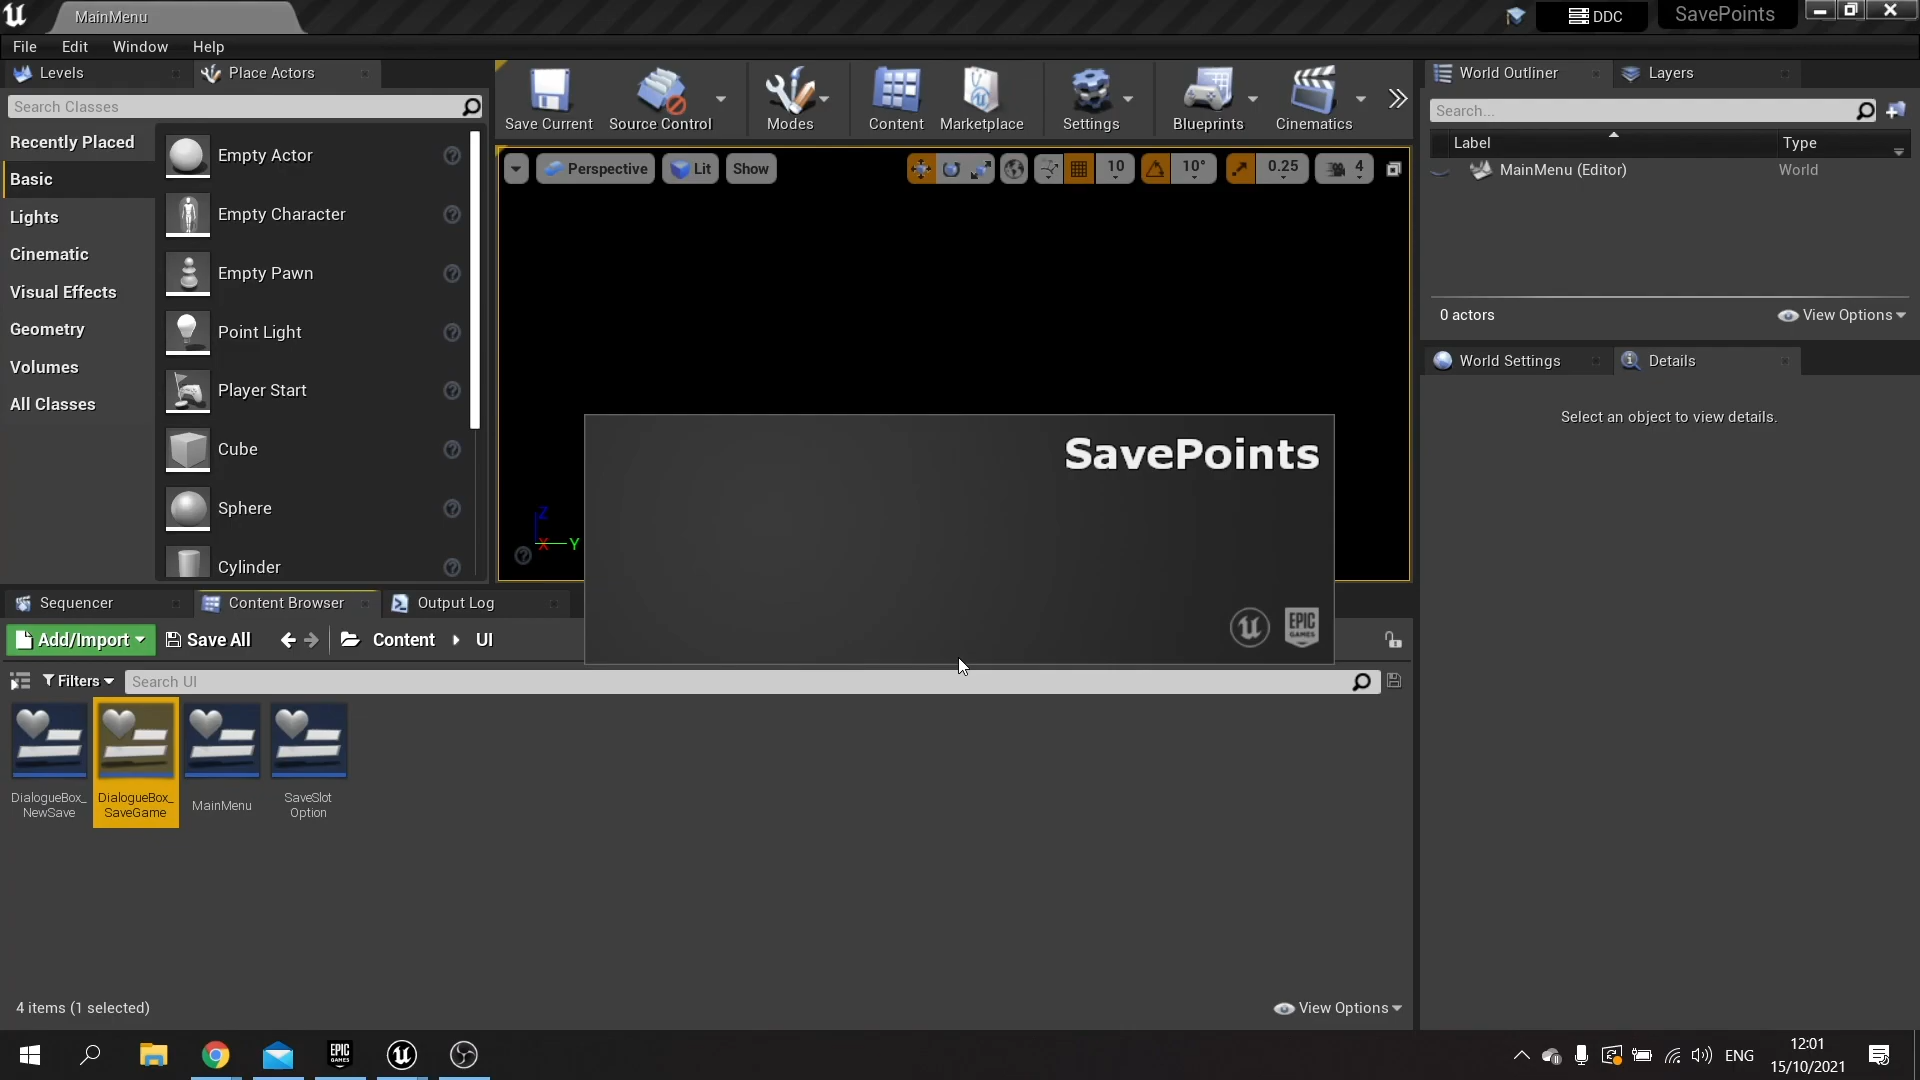 MainMenu
DDC
SavePoints
File Edit Window Help
Levels Place Actors
Search Classes
Recently Placed
Basic
Lights
Cinematic
Visual Effects
Geometry
Volumes
All Classes
Empty Actor
Empty Character
Empty Pawn
Point Light
Player Start
Cube
Sphere
Cylinder
Save Current Source Control Modes Content Marketplace Settings Blueprints Cinematics
Perspective Lit Show 10 10° 0.25 4
Z
X Y
SavePoints
EPIC
GAMES
World Outliner Layers
Search...
Label Type
MainMenu (Editor) World
0 actors View Options
World Settings Details
Select an object to view details.
Sequencer Content Browser Output Log
Add/Import Save All Content UI
Filters Search UI
DialogueBox_
NewSave
DialogueBox_
SaveGame
MainMenu
SaveSlot
Option
4 items (1 selected) View Options
EPIC
GAMES
ENG
12:01
15/10/2021